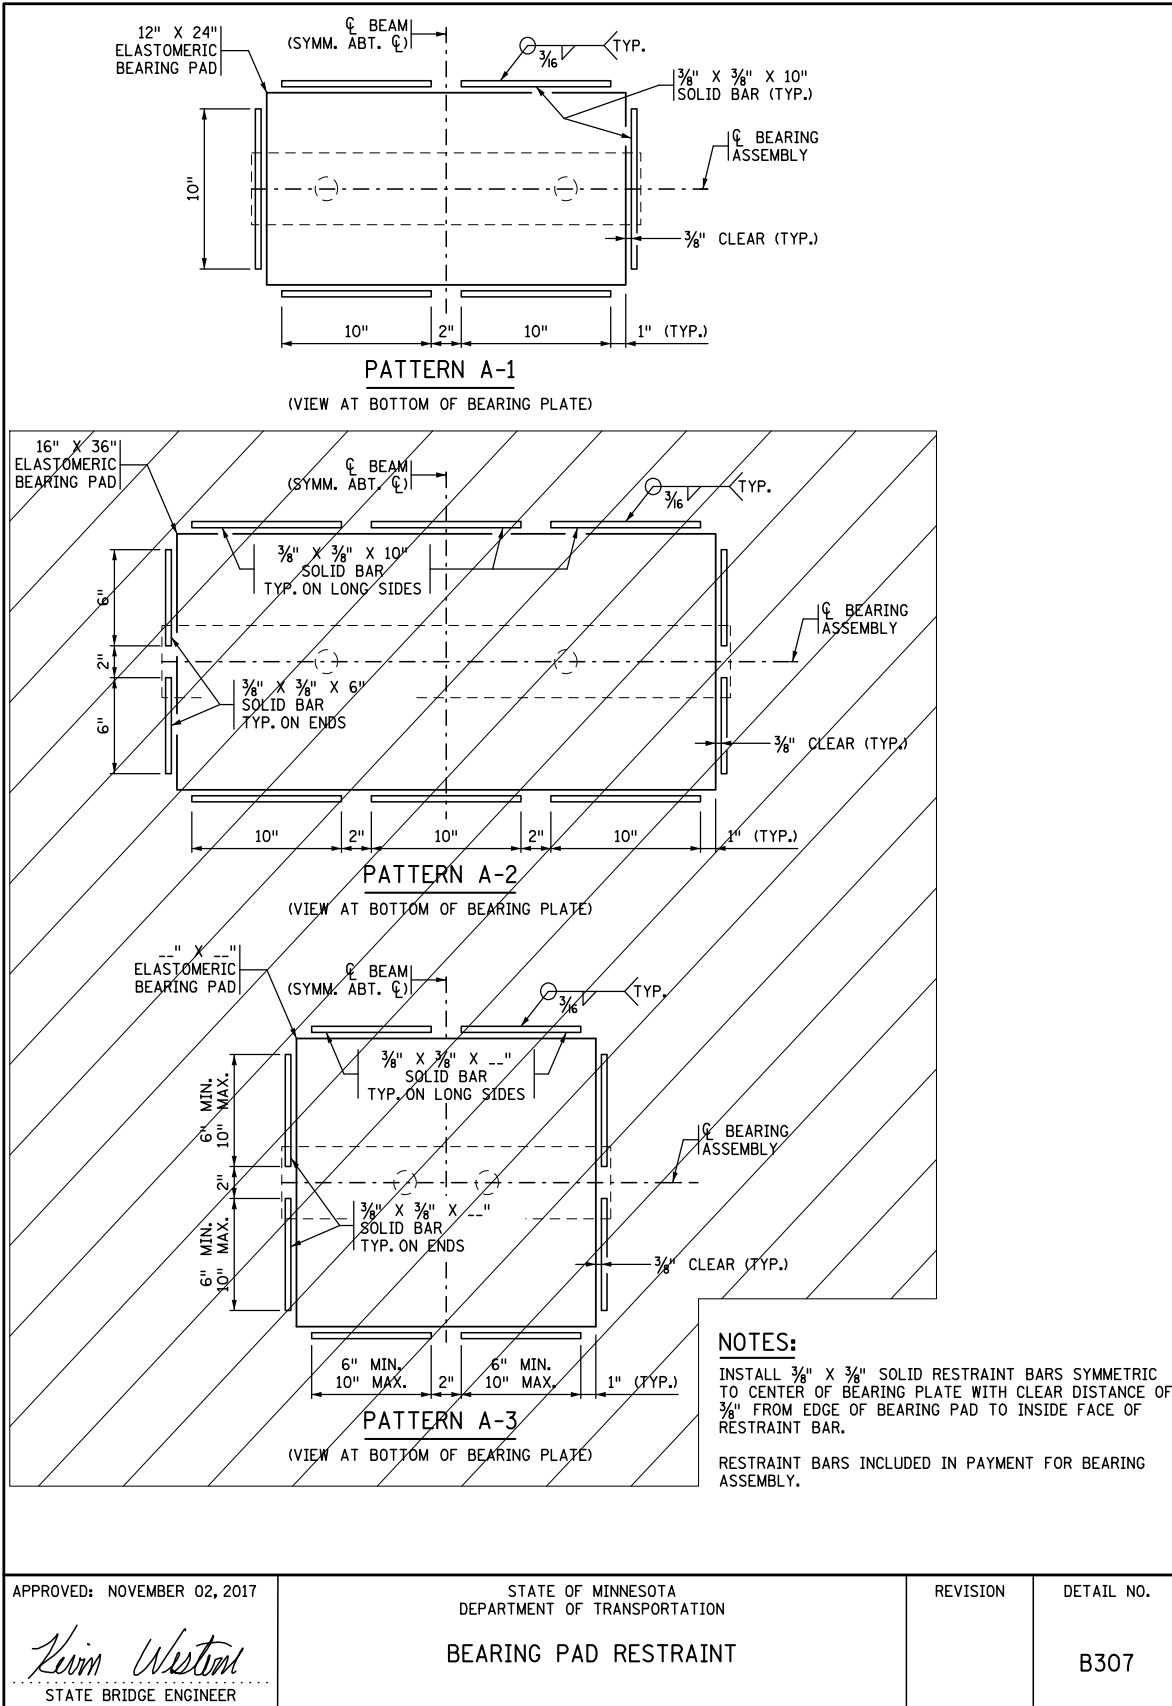 12" X 24"
ELASTOMERIC
BEARING PAD
℄ BEAM
(SYMM. ABT. ℄)
3/16
TYP.
3/8" X 3/8" X 10"
SOLID BAR (TYP.)
℄ BEARING
ASSEMBLY
10"
3/8" CLEAR (TYP.)
10" 2" 10" 1" (TYP.)
PATTERN A-1
(VIEW AT BOTTOM OF BEARING PLATE)
16" X 36"
ELASTOMERIC
BEARING PAD
℄ BEAM
(SYMM. ABT. ℄)
3/16
TYP.
3/8" X 3/8" X 10"
SOLID BAR
TYP. ON LONG SIDES
6"
2"
6"
℄ BEARING
ASSEMBLY
3/8" X 3/8" X 6"
SOLID BAR
TYP. ON ENDS
3/8" CLEAR (TYP.)
10" 2" 10" 2" 10" 1" (TYP.)
PATTERN A-2
(VIEW AT BOTTOM OF BEARING PLATE)
__" X __"
ELASTOMERIC
BEARING PAD
℄ BEAM
(SYMM. ABT. ℄)
3/16
TYP.
3/8" X 3/8" X __"
SOLID BAR
TYP. ON LONG SIDES
6" MIN.
10" MAX.
2"
6" MIN.
10" MAX.
℄ BEARING
ASSEMBLY
3/8" X 3/8" X __"
SOLID BAR
TYP. ON ENDS
3/8" CLEAR (TYP.)
6" MIN.
10" MAX.
2"
6" MIN.
10" MAX.
1" (TYP.)
PATTERN A-3
(VIEW AT BOTTOM OF BEARING PLATE)
NOTES:
INSTALL 3/8" X 3/8" SOLID RESTRAINT BARS SYMMETRIC
TO CENTER OF BEARING PLATE WITH CLEAR DISTANCE OF
3/8" FROM EDGE OF BEARING PAD TO INSIDE FACE OF
RESTRAINT BAR.
RESTRAINT BARS INCLUDED IN PAYMENT FOR BEARING
ASSEMBLY.
APPROVED: NOVEMBER 02, 2017
Kevin Western
STATE BRIDGE ENGINEER
STATE OF MINNESOTA
DEPARTMENT OF TRANSPORTATION
BEARING PAD RESTRAINT
REVISION
DETAIL NO.
B307